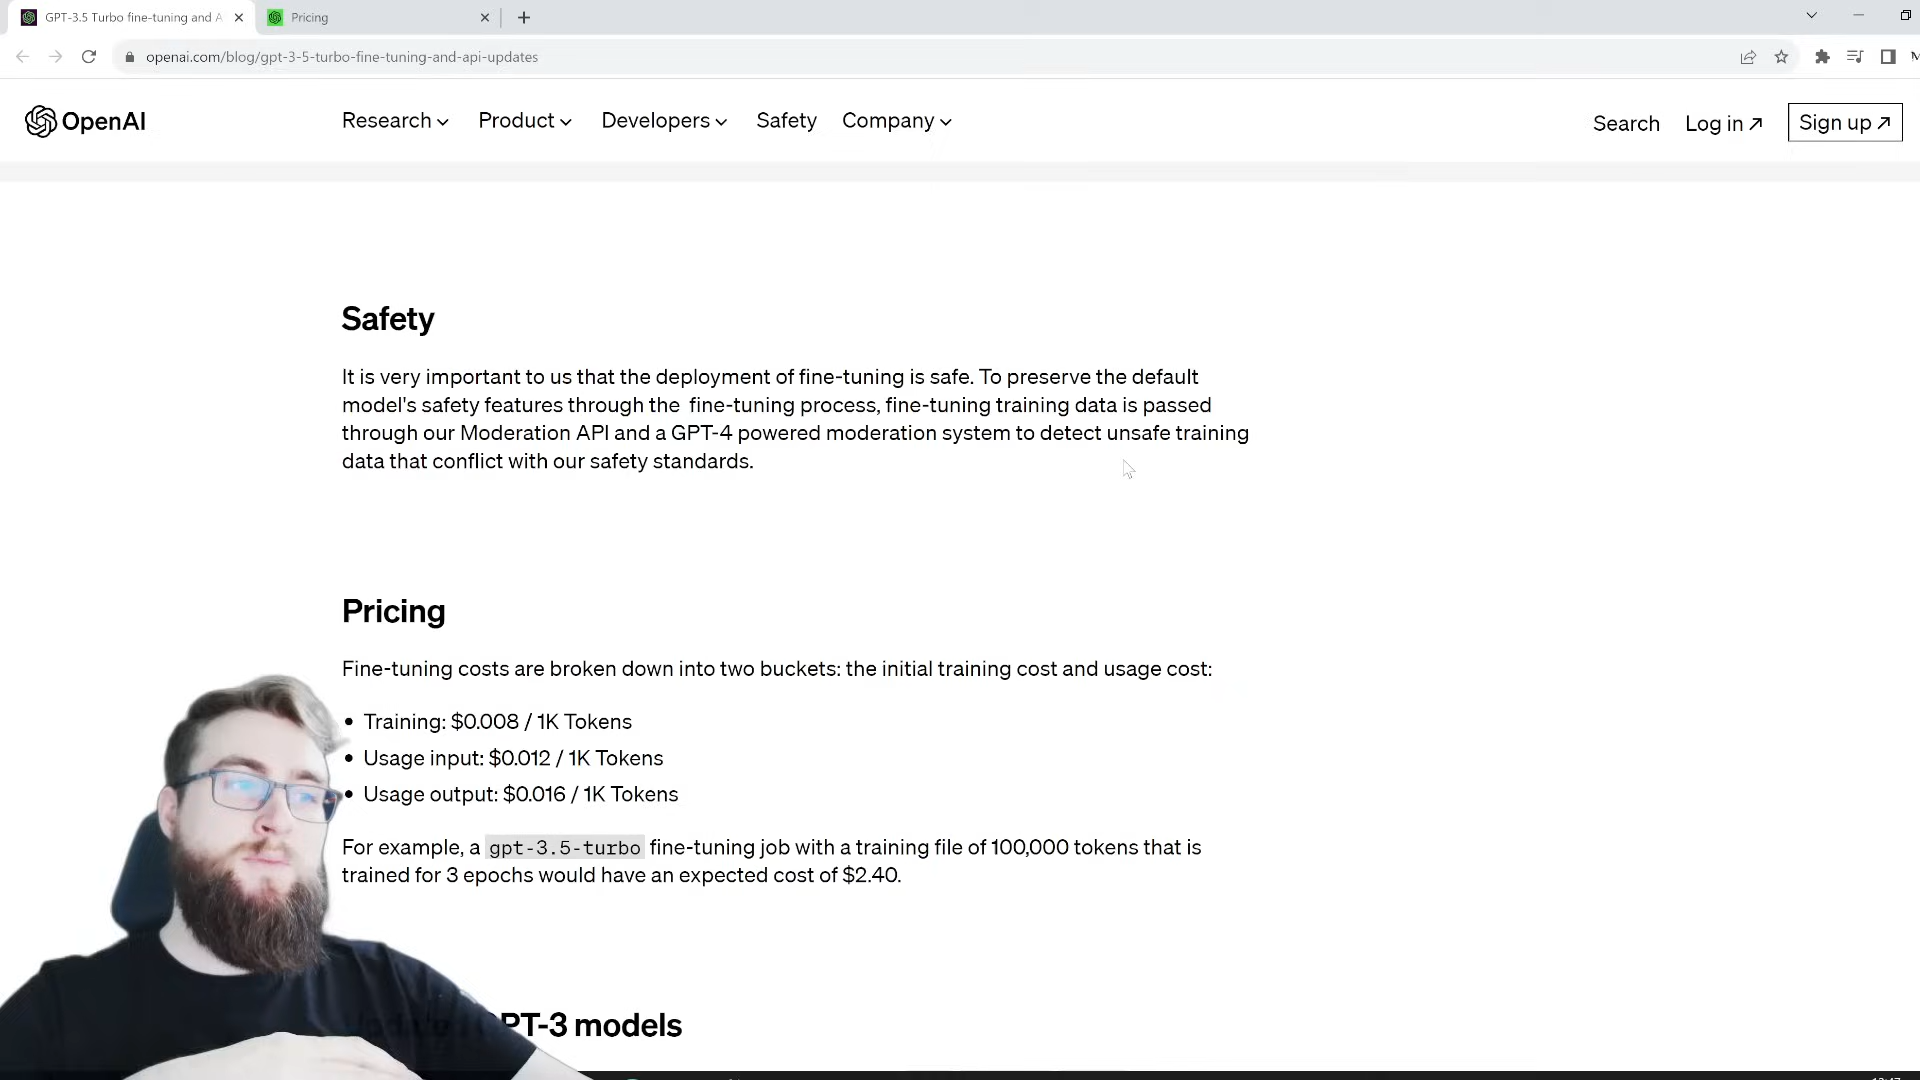 GPT-3.5 Turbo fine-tuning and A
Pricing
openai.com/blog/gpt-3-5-turbo-fine-tuning-and-api-updates
OpenAI
Research
Product
Developers
Safety
Company
Search
Log in
Sign up
Safety
It is very important to us that the deployment of fine-tuning is safe. To preserve the default
model's safety features through the fine-tuning process, fine-tuning training data is passed
through our Moderation API and a GPT-4 powered moderation system to detect unsafe training
data that conflict with our safety standards.
Pricing
Fine-tuning costs are broken down into two buckets: the initial training cost and usage cost:
• Training: $0.008 / 1K Tokens
• Usage input: $0.012 / 1K Tokens
• Usage output: $0.016 / 1K Tokens
For example, a gpt-3.5-turbo fine-tuning job with a training file of 100,000 tokens that is
trained for 3 epochs would have an expected cost of $2.40.
GPT-3 models